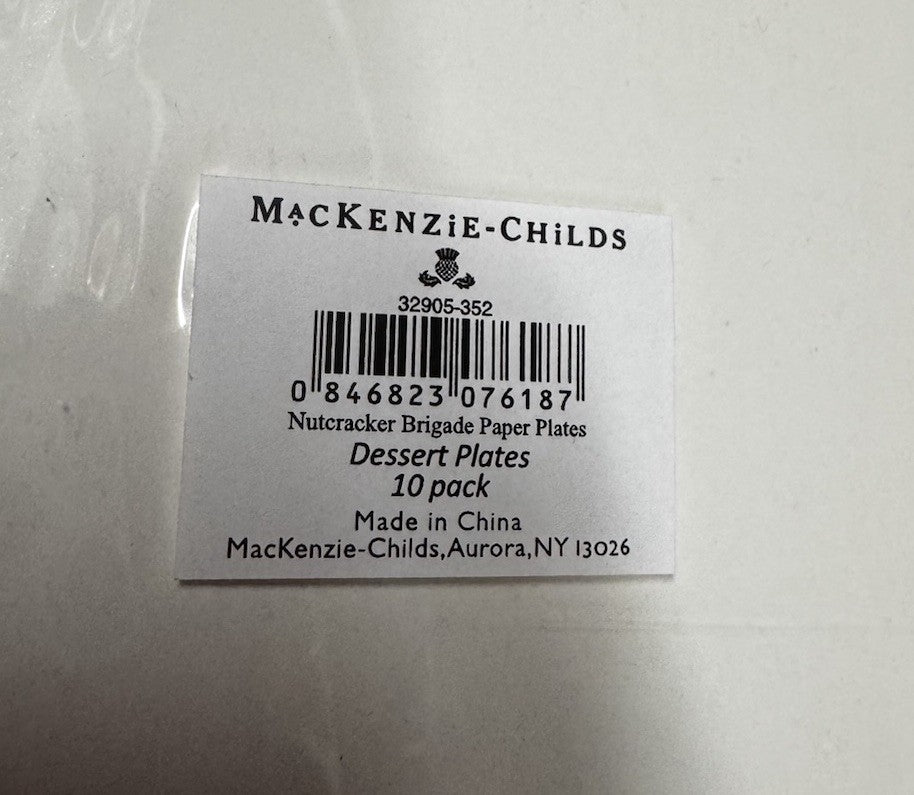 MACKENZiE-CHiLDS
32905-352
0 846823 076187
Nutcracker Brigade Paper Plates
Dessert Plates
10 pack
Made in China
MacKenzie-Childs,Aurora,NY 13026